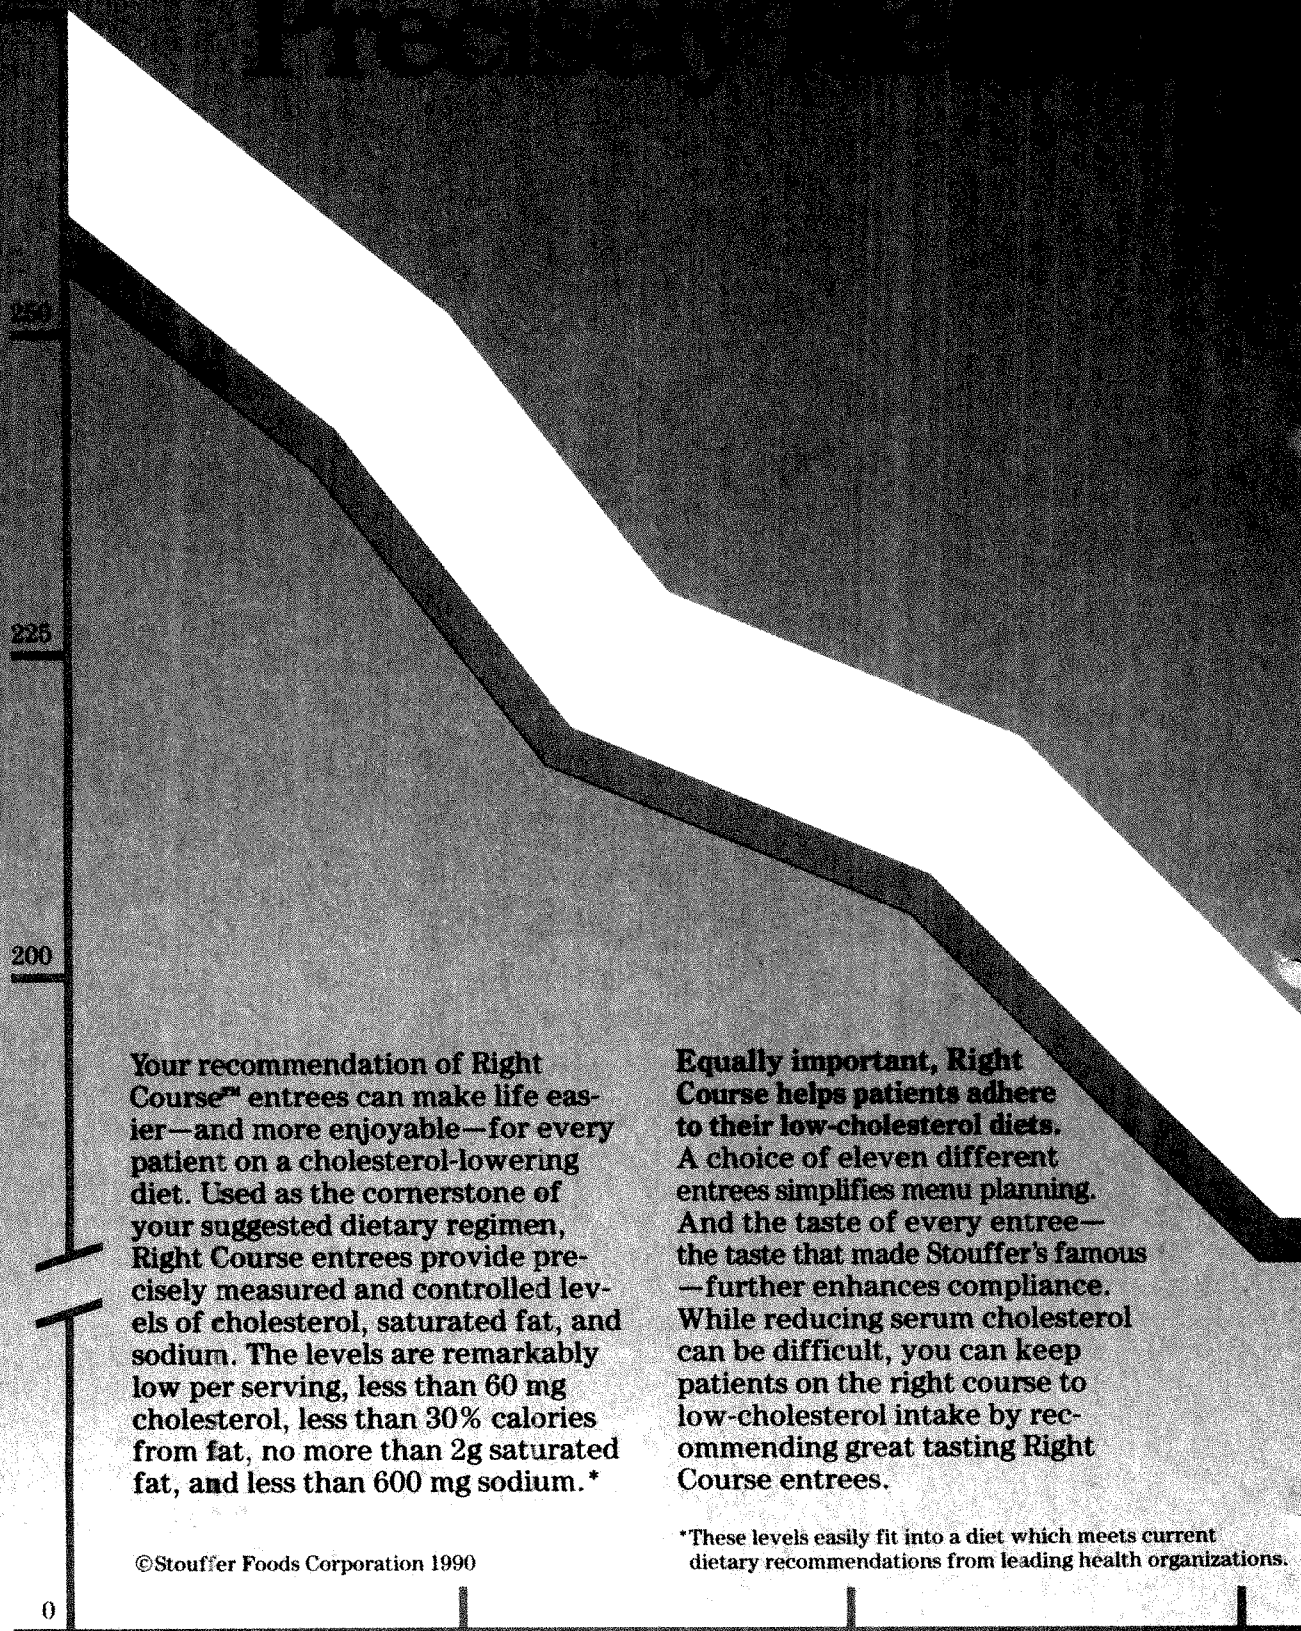 Precisely
250
225
200
Your recommendation of Right
Course™ entrees can make life eas-
ier—and more enjoyable—for every
patient on a cholesterol-lowering
diet. Used as the cornerstone of
your suggested dietary regimen,
Right Course entrees provide pre-
cisely measured and controlled lev-
els of cholesterol, saturated fat, and
sodium. The levels are remarkably
low per serving, less than 60 mg
cholesterol, less than 30% calories
from fat, no more than 2g saturated
fat, and less than 600 mg sodium.*
©Stouffer Foods Corporation 1990
0
Equally important, Right
Course helps patients adhere
to their low-cholesterol diets.
A choice of eleven different
entrees simplifies menu planning.
And the taste of every entree—
the taste that made Stouffer's famous
—further enhances compliance.
While reducing serum cholesterol
can be difficult, you can keep
patients on the right course to
low-cholesterol intake by rec-
ommending great tasting Right
Course entrees.
*These levels easily fit into a diet which meets current
dietary recommendations from leading health organizations.